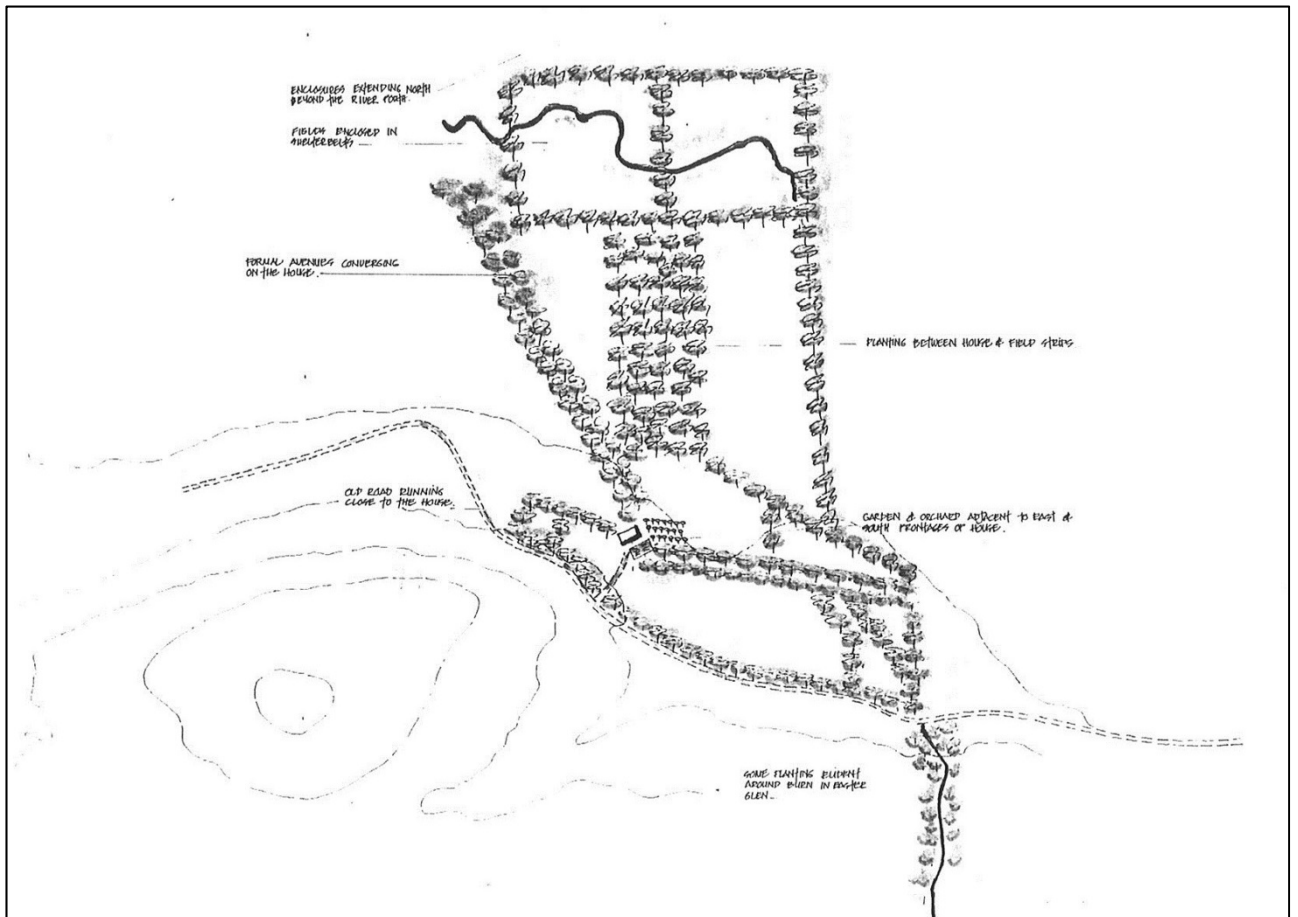 ENCLOSURES EXTENDING NORTH
BEYOND THE RIVER FORTH.
FIELDS ENCLOSED IN
SHELTERBELTS
FORMAL AVENUES CONVERGING
ON THE HOUSE.
PLANTING BETWEEN HOUSE & FIELD STRIPS
OLD ROAD RUNNING
CLOSE TO THE HOUSE.
GARDEN & ORCHARD ADJACENT TO EAST &
SOUTH FRONTAGES OF HOUSE.
SOME PLANTING EVIDENT
AROUND BURN IN EASTER
GLEN.